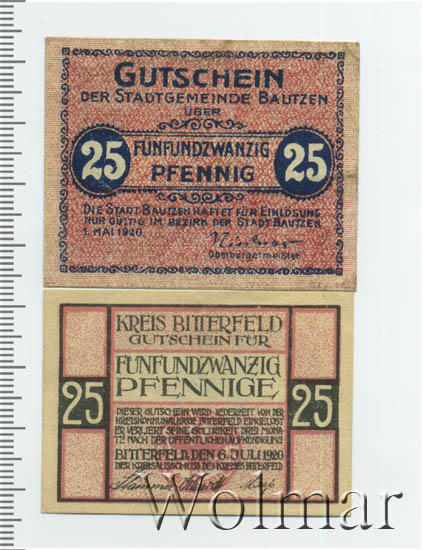 GUTSCHEIN
DER STADTGEMEINDE BAUTZEN
ÜBER
25 FÜNFUNDZWANZIG 25
PFENNIG
DIE STADT BAUTZEN HAFTET FÜR EINLÖSUNG
NUR GÜLTIG IM BEZIRK DER STADT BAUTZEN
1. MAI 1920.
Oberbürgermeister
KREIS BITTERFELD
GUTSCHEIN FÜR
FÜNFUNDZWANZIG
PFENNIGE
25 25
DIESER GUTSCHEIN WIRD JEDERZEIT VON DER
KREISKOMMUNALKASSE BITTERFELD EINGELÖST
ER VERLIERT SEINE GÜLTIGKEIT DREI MONA-
TE NACH DER ÖFFENTLICHEN AUFKÜNDIGUNG
BITTERFELD, DEN 6. JULI 1920
DER KREISAUSSCHUSS DES KREISES BITTERFELD
Wolmar